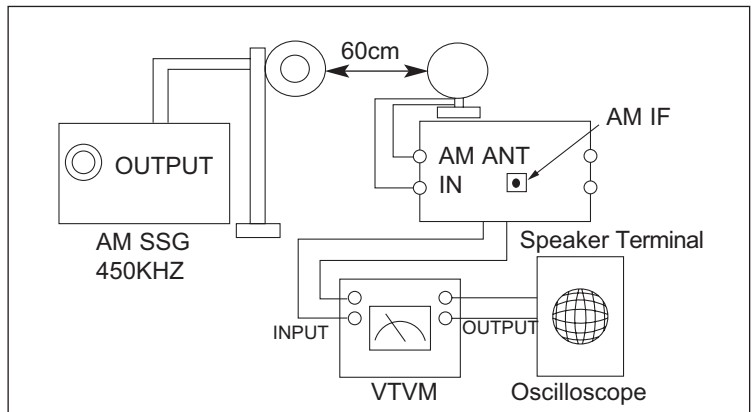 60cm
OUTPUT
AM SSG
450KHZ
AM ANT
IN
AM IF
Speaker Terminal
INPUT
OUTPUT
VTVM
Oscilloscope